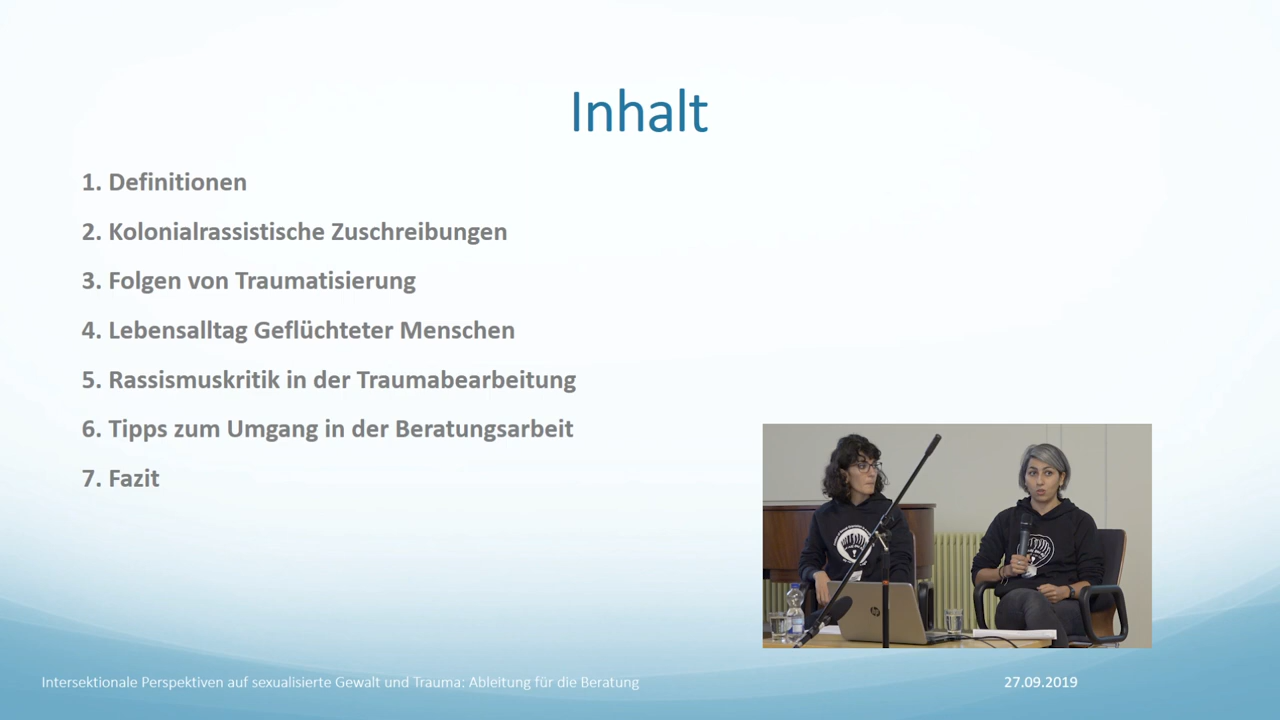 Inhalt
1. Definitionen
2. Kolonialrassistische Zuschreibungen
3. Folgen von Traumatisierung
4. Lebensalltag Geflüchteter Menschen
5. Rassismuskritik in der Traumabearbeitung
6. Tipps zum Umgang in der Beratungsarbeit
7. Fazit
hp
Intersektionale Perspektiven auf sexualisierte Gewalt und Trauma: Ableitung für die Beratung
27.09.2019